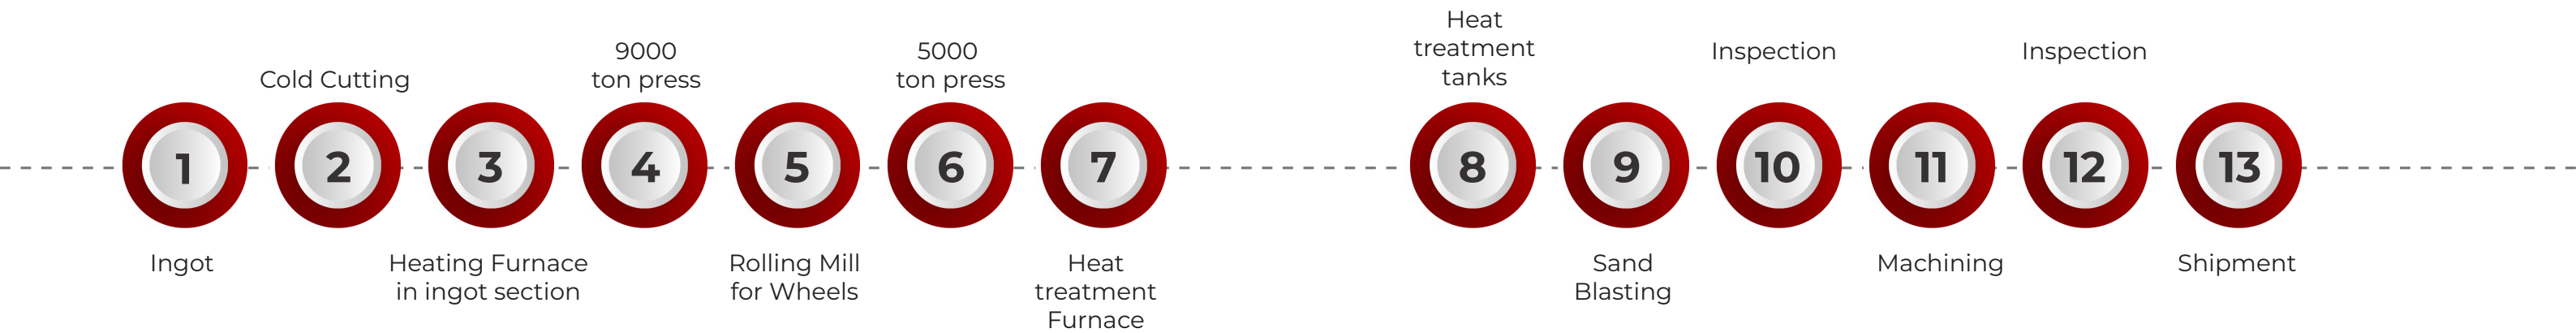 1
Ingot
Cold Cutting
2
3
Heating Furnace
in ingot section
9000
ton press
4
5
Rolling Mill
for Wheels
5000
ton press
6
7
Heat
treatment
Furnace
Heat
treatment
tanks
8
9
Sand
Blasting
Inspection
10
11
Machining
Inspection
12
13
Shipment